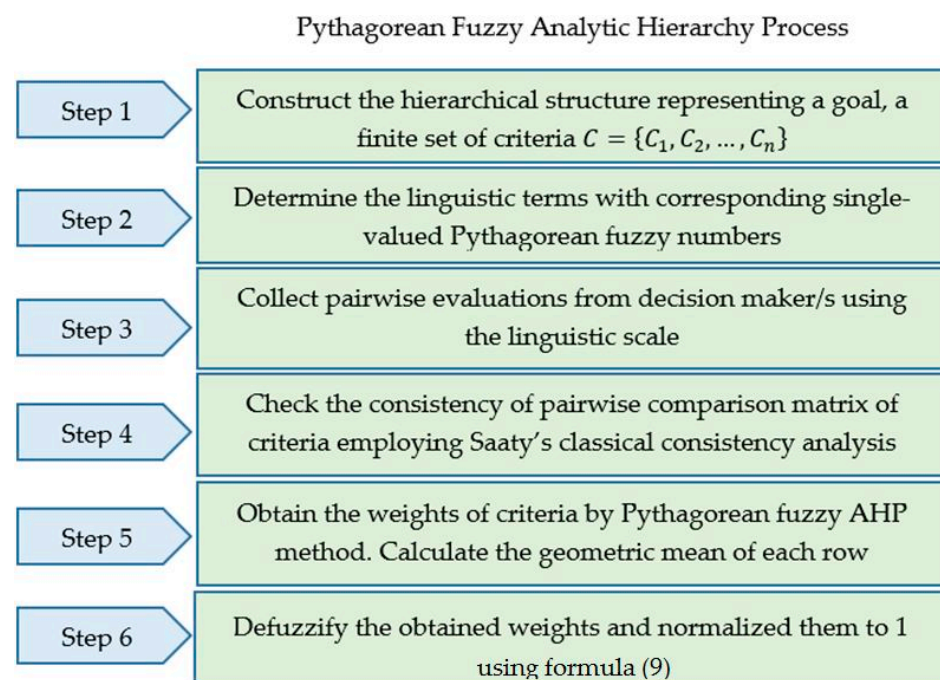 Pythagorean Fuzzy Analytic Hierarchy Process
Step 1
Construct the hierarchical structure representing a goal, a
finite set of criteria C = {C₁, C₂, … , Cₙ}
Step 2
Determine the linguistic terms with corresponding single-
valued Pythagorean fuzzy numbers
Step 3
Collect pairwise evaluations from decision maker/s using
the linguistic scale
Step 4
Check the consistency of pairwise comparison matrix of
criteria employing Saaty’s classical consistency analysis
Step 5
Obtain the weights of criteria by Pythagorean fuzzy AHP
method. Calculate the geometric mean of each row
Step 6
Defuzzify the obtained weights and normalized them to 1
using formula (9)